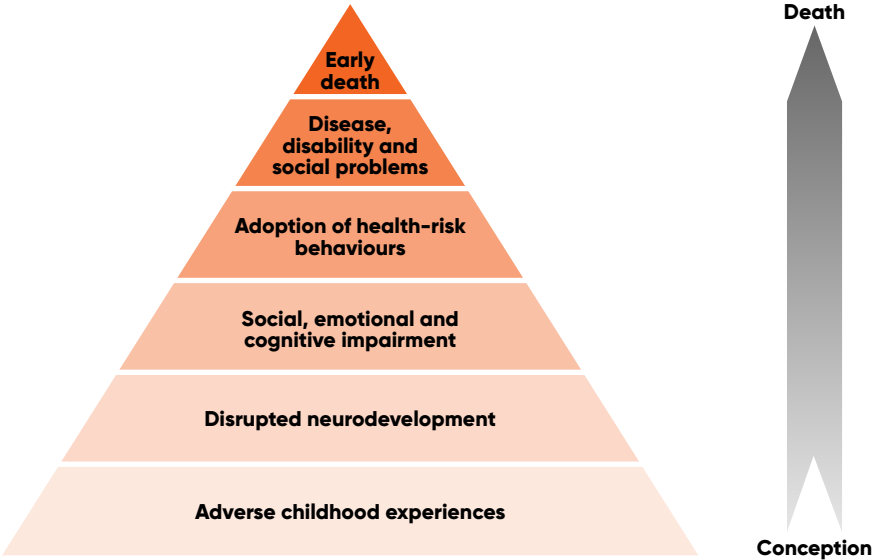 Death
Early
death
Disease,
disability and
social problems
Adoption of health-risk
behaviours
Social, emotional and
cognitive impairment
Disrupted neurodevelopment
Adverse childhood experiences
Conception